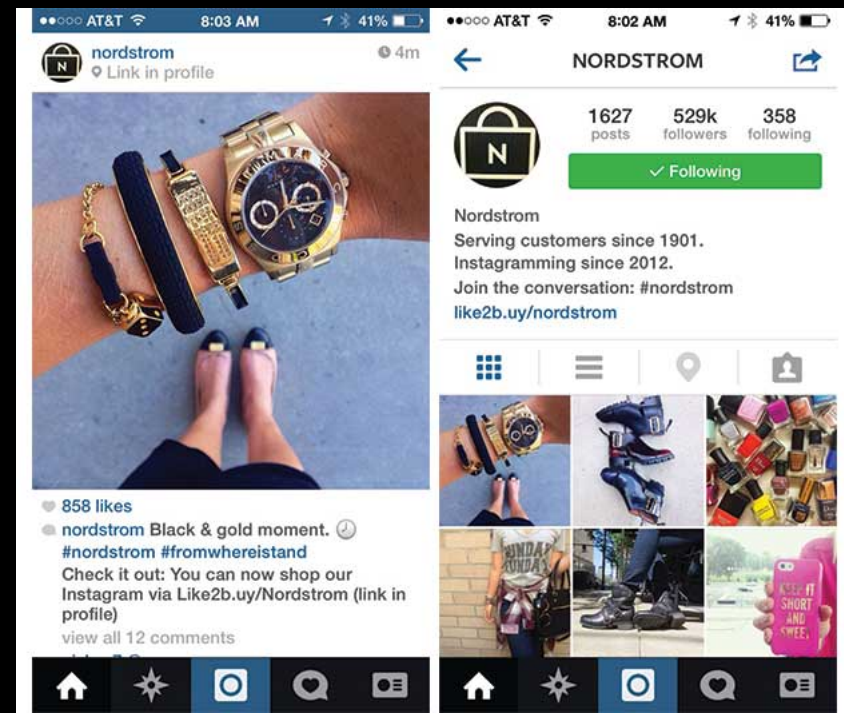 AT&T 8:03 AM 41%
nordstrom 4m
Link in profile
N
858 likes
nordstrom Black & gold moment.
#nordstrom #fromwhereistand
Check it out: You can now shop our
Instagram via Like2b.uy/Nordstrom (link in
profile)
view all 12 comments
AT&T 8:02 AM 41%
NORDSTROM
1627 529k 358
posts followers following
N
Following
Nordstrom
Serving customers since 1901.
Instagramming since 2012.
Join the conversation: #nordstrom
like2b.uy/nordstrom
SUNDAY
FUNDAY
KEEP IT
SHORT
AND
SWEET